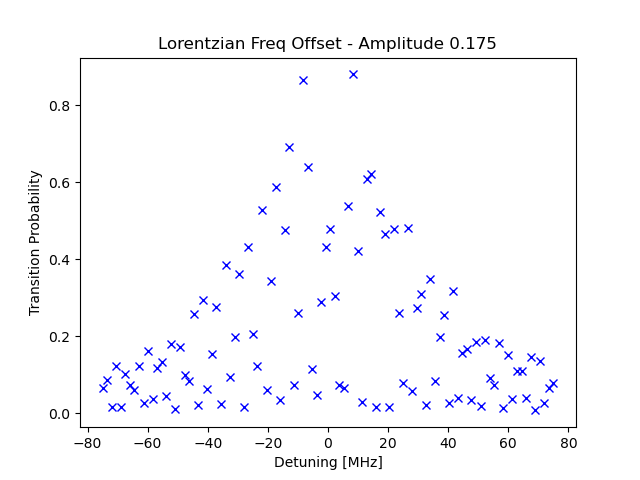 Lorentzian Freq Offset - Amplitude 0.175
Transition Probability
0.8
0.6
0.4
0.2
0.0
−80 −60 −40 −20 0 20 40 60 80
Detuning [MHz]